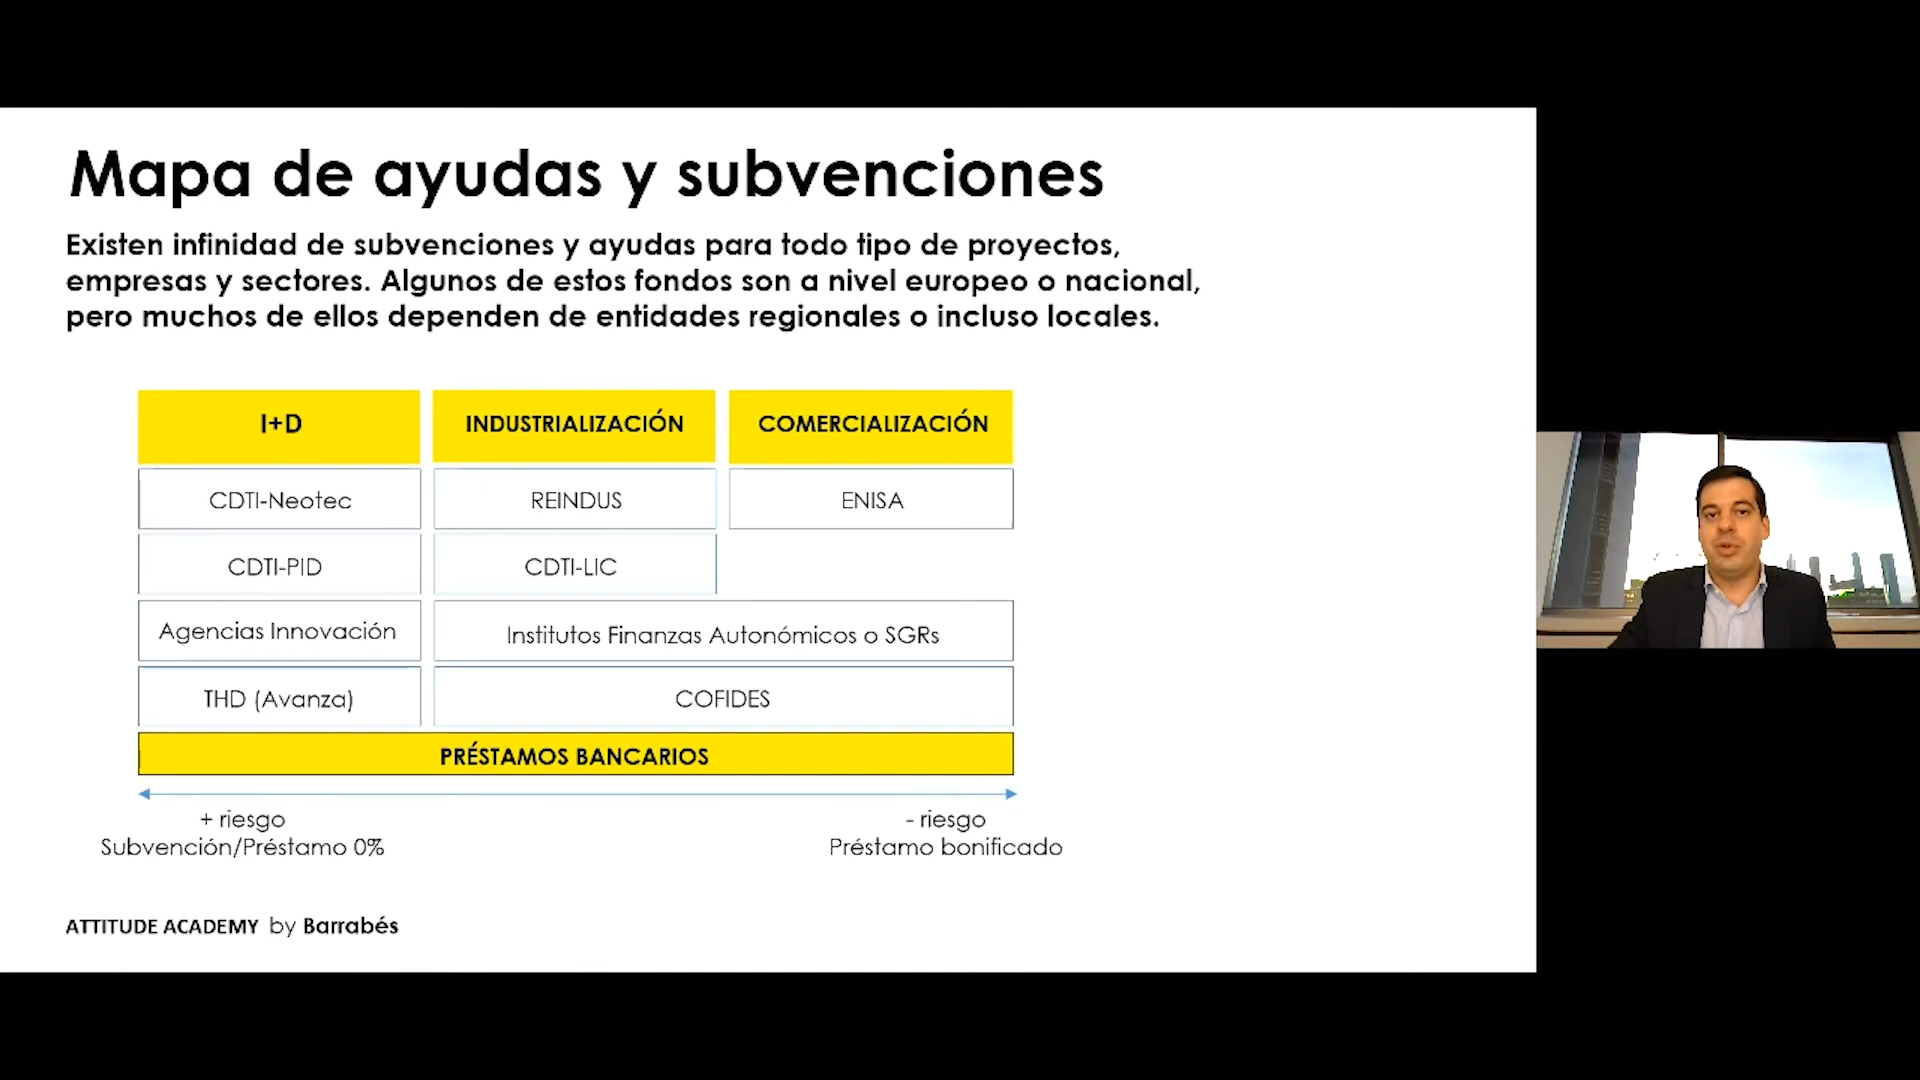 Mapa de ayudas y subvenciones
Existen infinidad de subvenciones y ayudas para todo tipo de proyectos,
empresas y sectores. Algunos de estos fondos son a nivel europeo o nacional,
pero muchos de ellos dependen de entidades regionales o incluso locales.
I+D
INDUSTRIALIZACIÓN
COMERCIALIZACIÓN
CDTI-Neotec
REINDUS
ENISA
CDTI-PID
CDTI-LIC
Agencias Innovación
Institutos Finanzas Autonómicos o SGRs
THD (Avanza)
COFIDES
PRÉSTAMOS BANCARIOS
+ riesgo
Subvención/Préstamo 0%
- riesgo
Préstamo bonificado
ATTITUDE ACADEMY by Barrabés